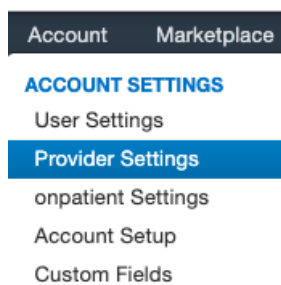 Account Marketplace
ACCOUNT SETTINGS
User Settings
Provider Settings
onpatient Settings
Account Setup
Custom Fields